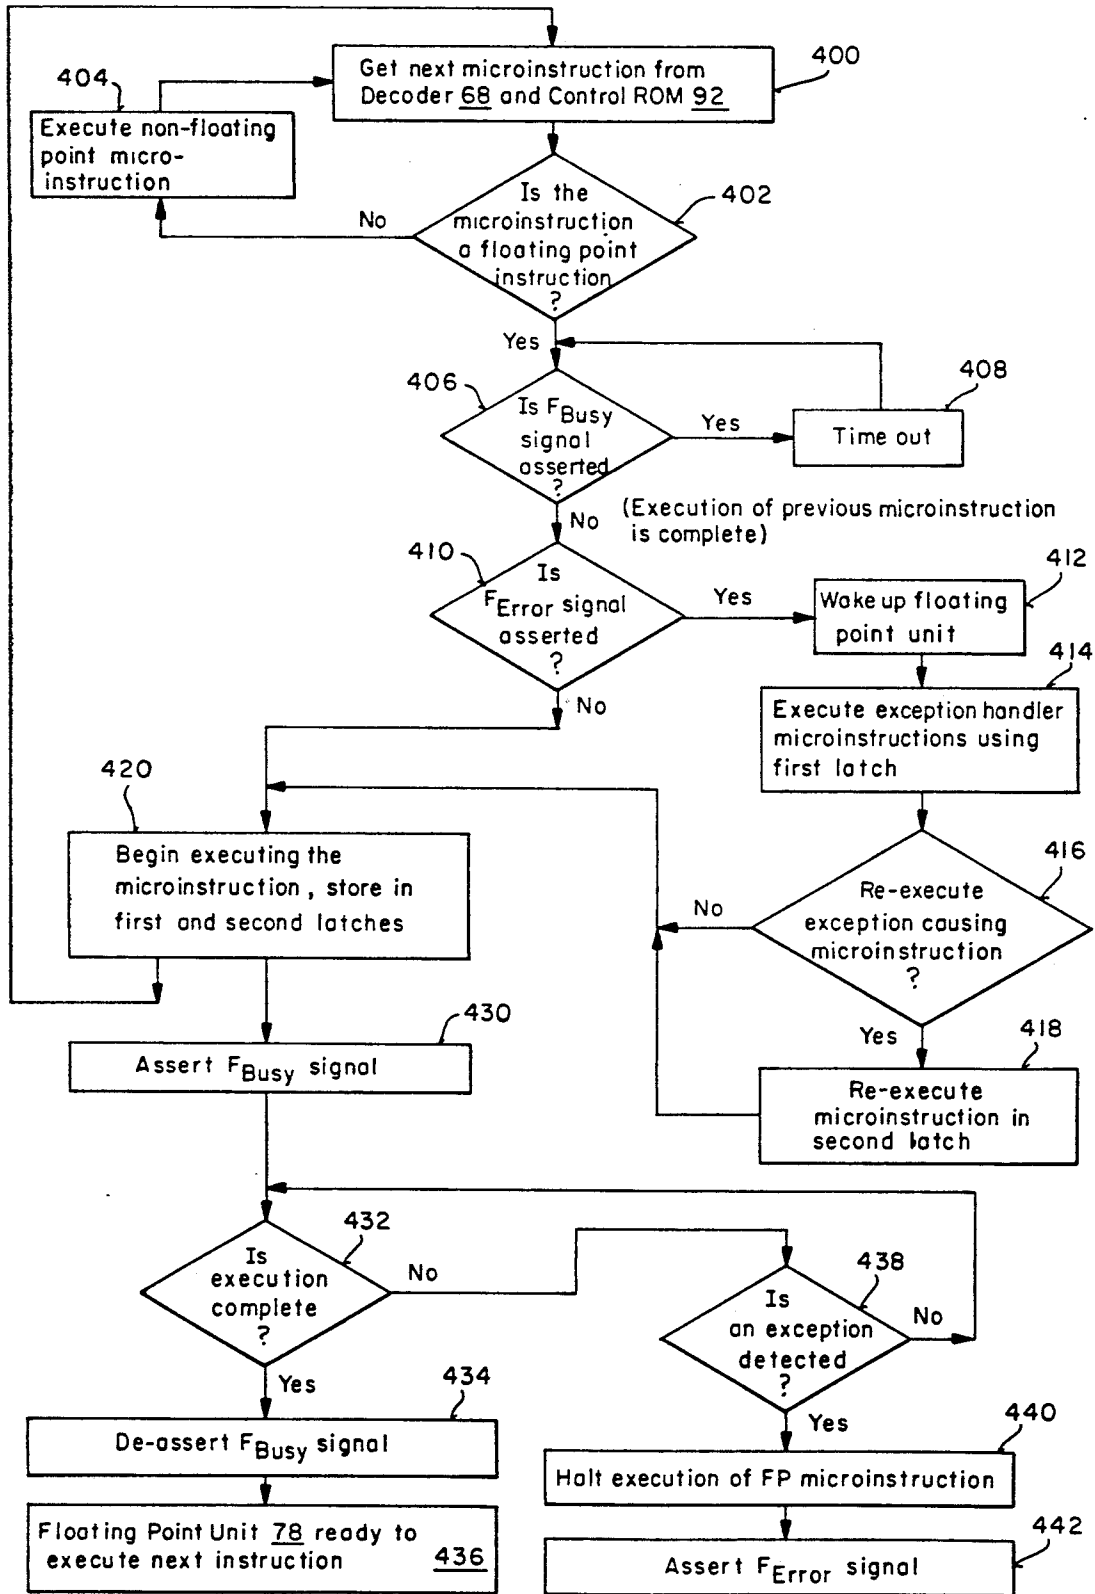 400
Get next microinstruction from
Decoder 68 and Control ROM 92
404
Execute non-floating
point micro-
instruction
402
Is the
microinstruction
a floating point
instruction
?
No
Yes
406
Is FBusy
signal
asserted
?
Yes
408
Time out
No
(Execution of previous microinstruction
is complete)
410
Is
FError signal
asserted
?
Yes
412
Wake up floating
point unit
No
414
Execute exception handler
microinstructions using
first latch
416
Re-execute
exception causing
microinstruction
?
No
Yes
418
Re-execute
microinstruction in
second latch
420
Begin executing the
microinstruction, store in
first and second latches
430
Assert FBusy signal
432
Is
execution
complete
?
No
Yes
438
Is
an exception
detected
?
No
Yes
434
De-assert FBusy signal
Floating Point Unit 78 ready to
execute next instruction 436
440
Halt execution of FP microinstruction
442
Assert FError signal